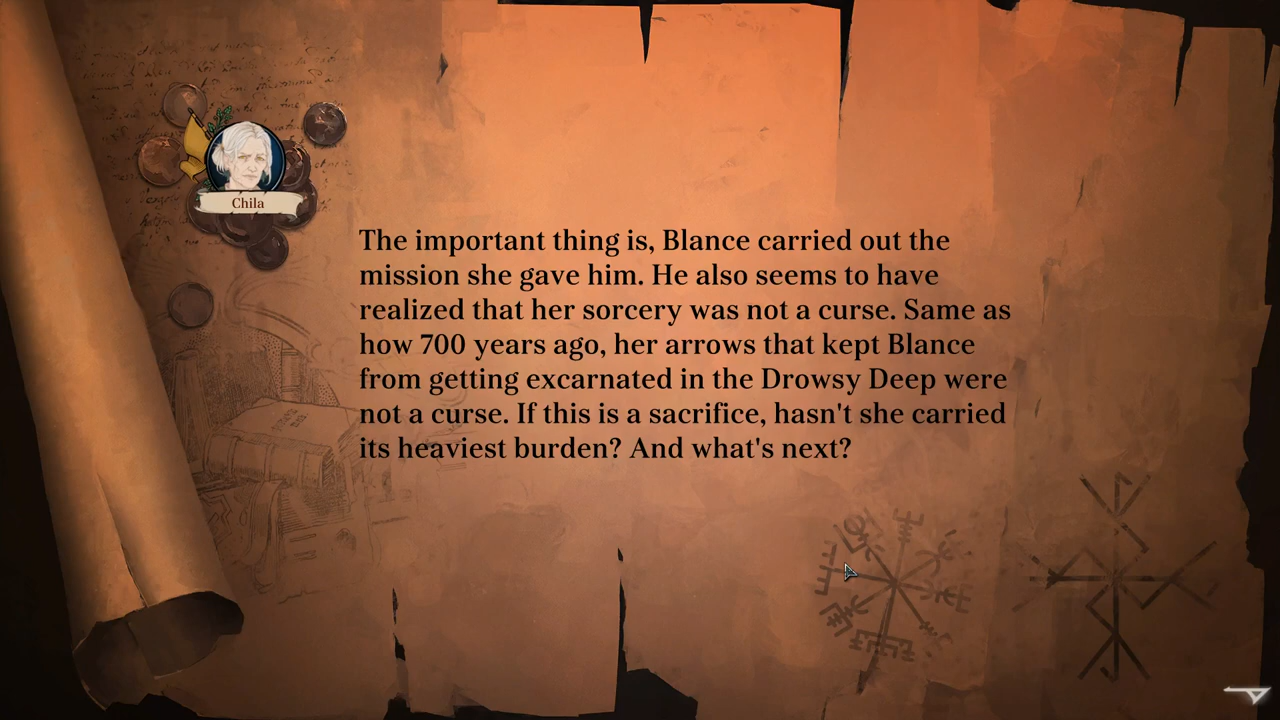 Chila
The important thing is, Blance carried out the
mission she gave him. He also seems to have
realized that her sorcery was not a curse. Same as
how 700 years ago, her arrows that kept Blance
from getting excarnated in the Drowsy Deep were
not a curse. If this is a sacrifice, hasn't she carried
its heaviest burden? And what's next?